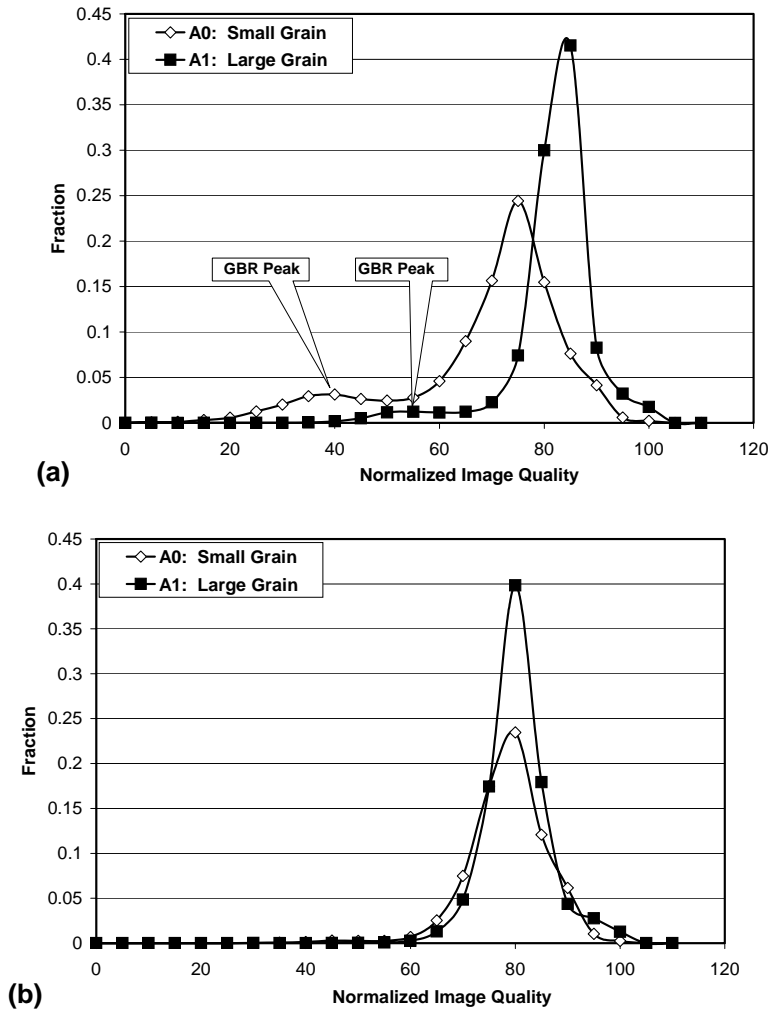 0.45
A0: Small Grain
A1: Large Grain
0.4
0.35
0.3
0.25
0.2
GBR Peak
GBR Peak
0.15
0.1
0.05
0
Fraction
0 20 40 60 80 100 120
Normalized Image Quality
(a)
0.45
A0: Small Grain
A1: Large Grain
0.4
0.35
0.3
0.25
0.2
0.15
0.1
0.05
0
Fraction
0 20 40 60 80 100 120
Normalized Image Quality
(b)